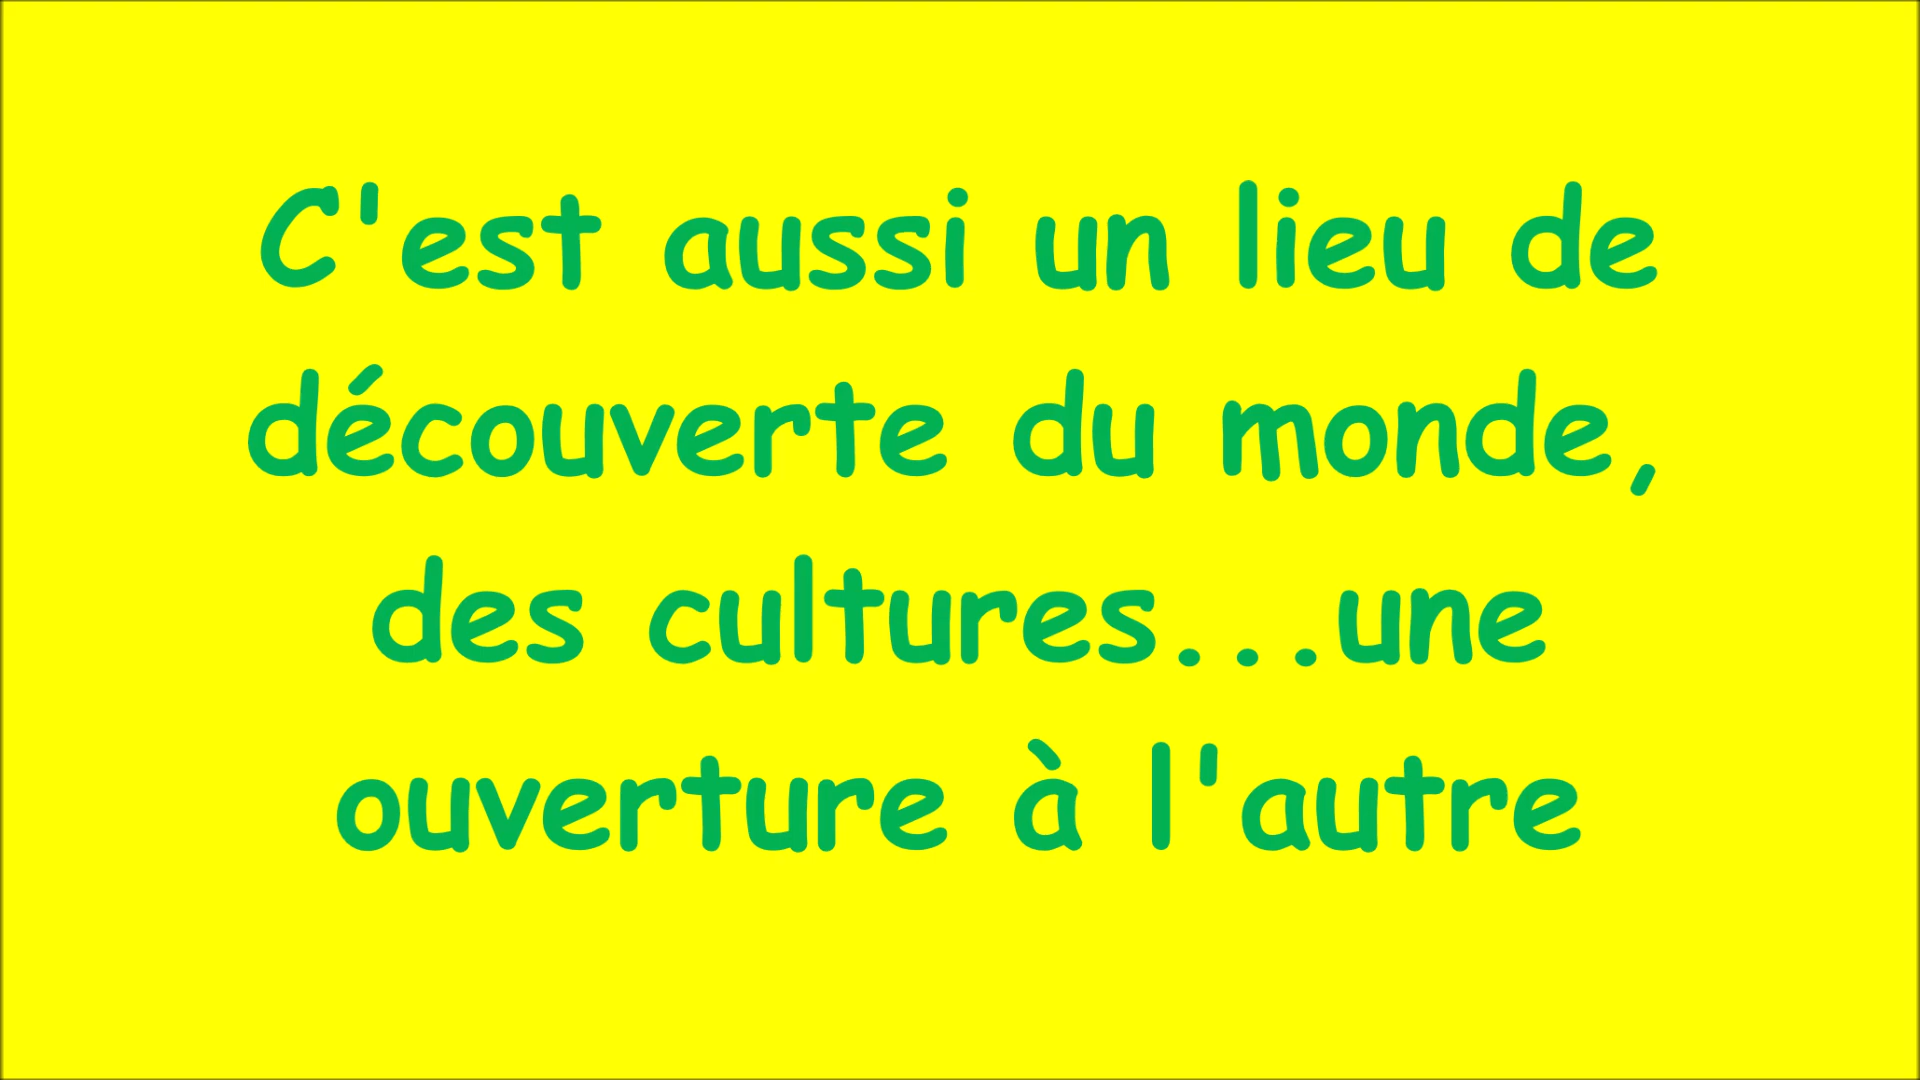 C'est aussi un lieu de
découverte du monde,
des cultures...une
ouverture à l'autre